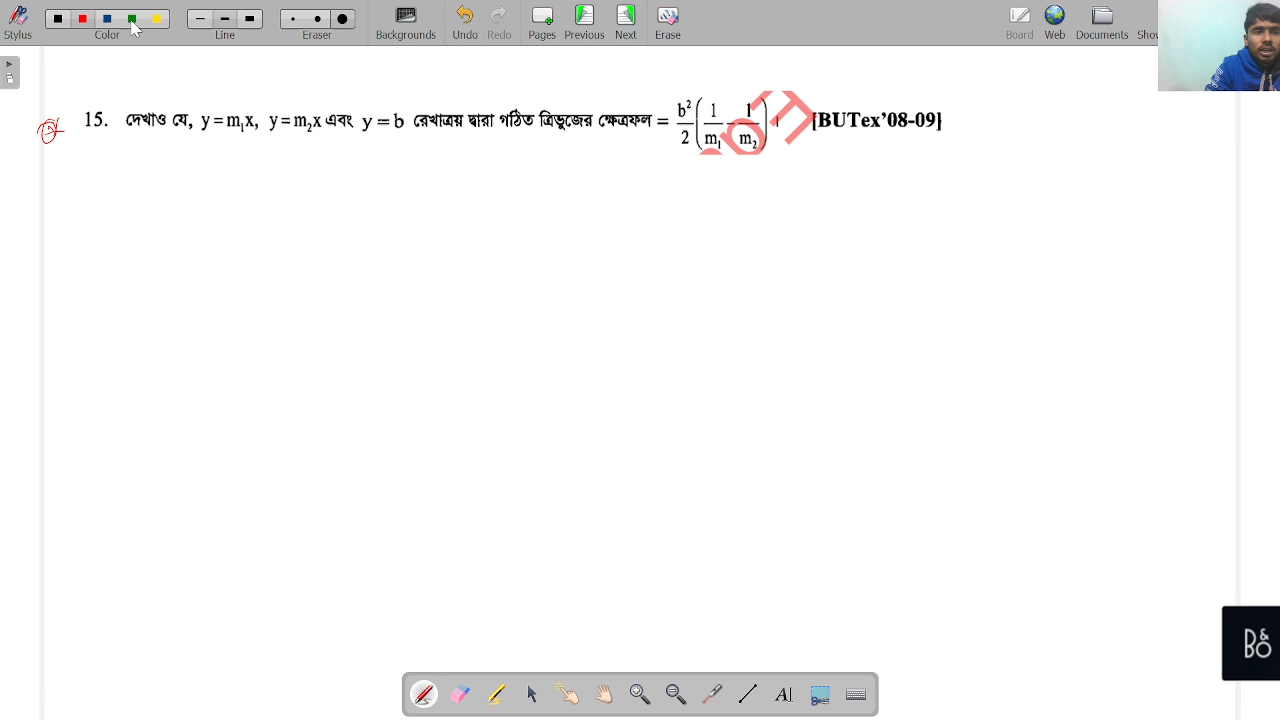 Stylus Color Line Eraser Backgrounds Undo Redo Pages Previous Next Erase Board Web Documents
15. দেখাও যে, y = m₁x, y = m₂x এবং y = b রেখাত্রয় দ্বারা গঠিত ত্রিভুজের ক্ষেত্রফল = b²/2 (1/m₁ - 1/m₂)। [BUTex'08-09]
B&O